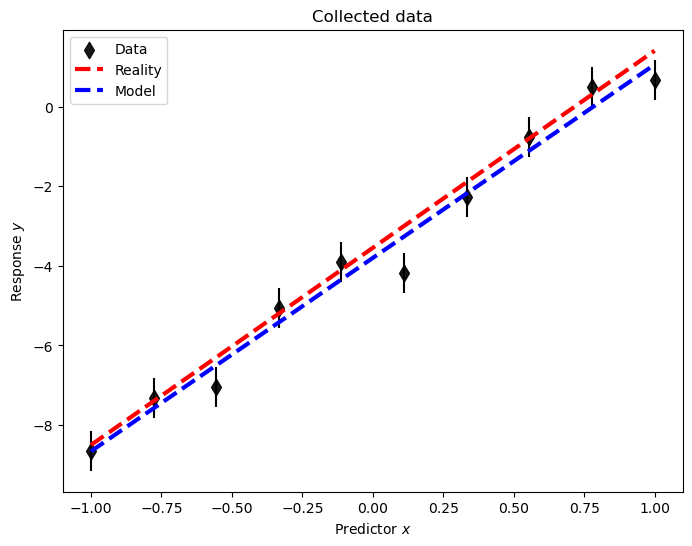 Collected data
Data
Reality
Model
0
−2
−4
−6
−8
Response y
−1.00 −0.75 −0.50 −0.25 0.00 0.25 0.50 0.75 1.00
Predictor x